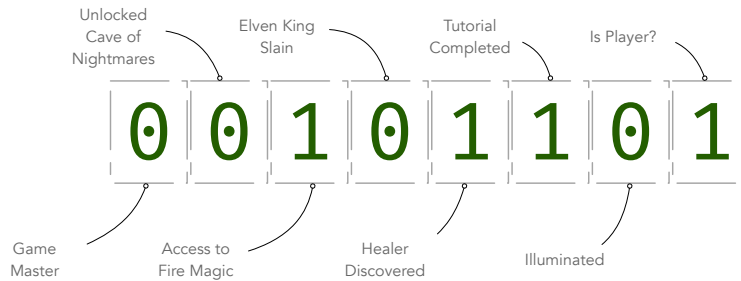 Unlocked
Cave of
Nightmares
Elven King
Slain
Tutorial
Completed
Is Player?
0 0 1 0 1 1 0 1
Game
Master
Access to
Fire Magic
Healer
Discovered
Illuminated